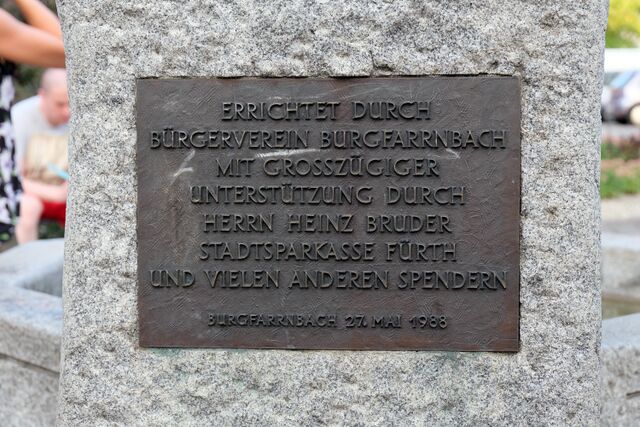 ERRICHTET DURCH
BÜRGERVEREIN BURGFARRNBACH
MIT GROSSZÜGIGER
UNTERSTÜTZUNG DURCH
HERRN HEINZ BRUDER
STADTSPARKASSE FÜRTH
UND VIELEN ANDEREN SPENDERN
BURGFARRNBACH 27. MAI 1988